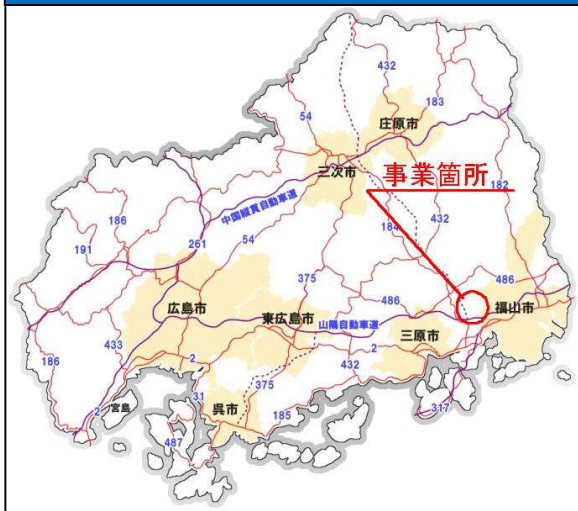 432
183
54
庄原市
三次市
事業箇所
182
中国縦貫自動車道
186
191
261
54
184
432
375
486
486
広島市
東広島市
山陽自動車道
三原市
福山市
186
433
2
2
432
375
31
呉市
185
317
2
宮島
487